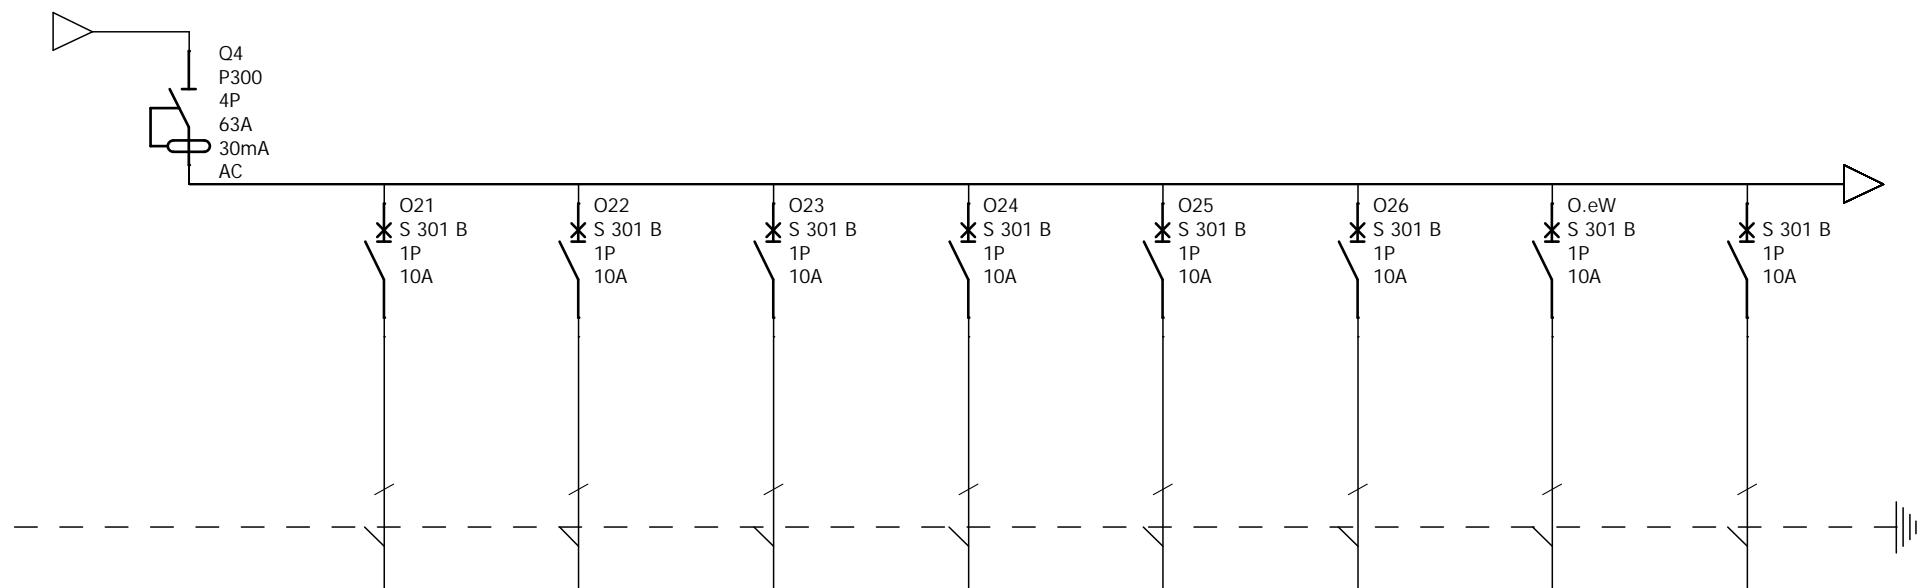 Q4
P300
4P
63A
30mA
AC
O21
S 301 B
1P
10A
O22
S 301 B
1P
10A
O23
S 301 B
1P
10A
O24
S 301 B
1P
10A
O25
S 301 B
1P
10A
O26
S 301 B
1P
10A
O.eW
S 301 B
1P
10A
S 301 B
1P
10A